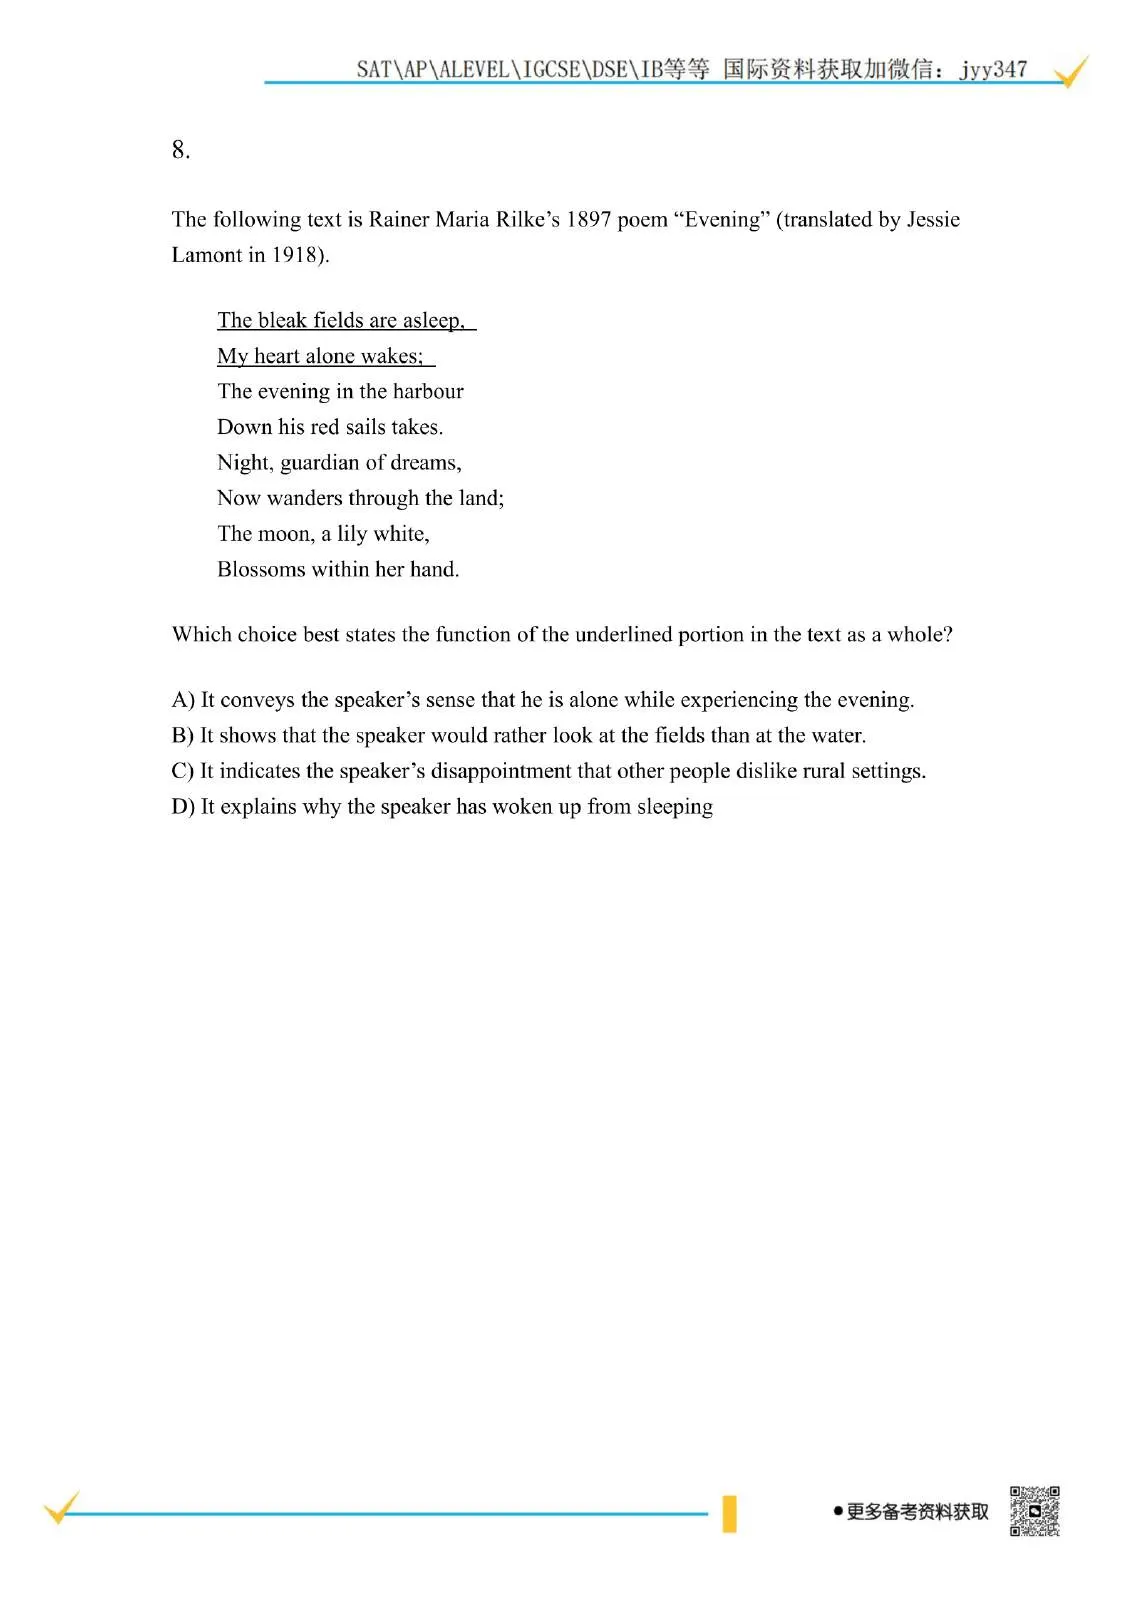 SAT\AP\ALEVEL\IGCSE\DSE\IB等等 国际资料获取加微信：jyy347
8.
The following text is Rainer Maria Rilke’s 1897 poem “Evening” (translated by Jessie
Lamont in 1918).
The bleak fields are asleep,
My heart alone wakes;
The evening in the harbour
Down his red sails takes.
Night, guardian of dreams,
Now wanders through the land;
The moon, a lily white,
Blossoms within her hand.
Which choice best states the function of the underlined portion in the text as a whole?
A) It conveys the speaker’s sense that he is alone while experiencing the evening.
B) It shows that the speaker would rather look at the fields than at the water.
C) It indicates the speaker’s disappointment that other people dislike rural settings.
D) It explains why the speaker has woken up from sleeping
●更多备考资料获取